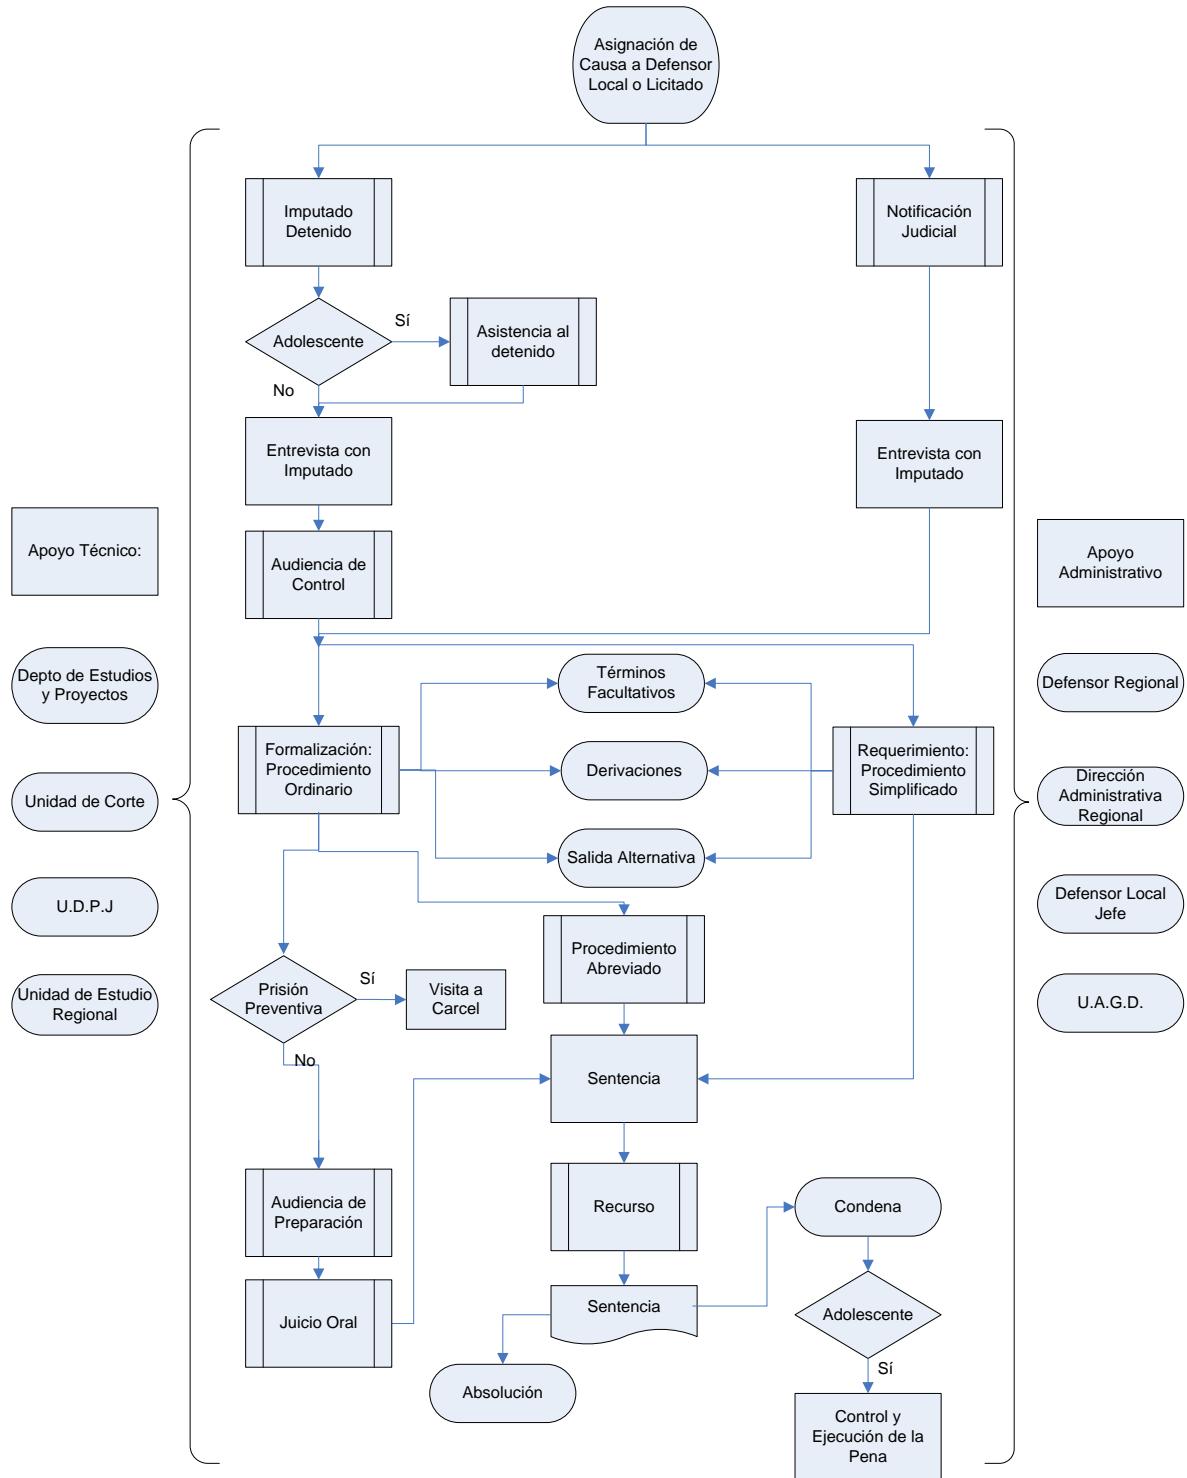 Asignación de
Causa a Defensor
Local o Licitado
Imputado
Detenido
Notificación
Judicial
Adolescente
Sí
Asistencia al
detenido
No
Entrevista con
Imputado
Entrevista con
Imputado
Apoyo Técnico:
Audiencia de
Control
Apoyo
Administrativo
Depto de Estudios
y Proyectos
Términos
Facultativos
Defensor Regional
Formalización:
Procedimiento
Ordinario
Derivaciones
Requerimiento:
Procedimiento
Simplificado
Unidad de Corte
Dirección
Administrativa
Regional
Salida Alternativa
U.D.P.J
Defensor Local
Jefe
Procedimiento
Abreviado
Unidad de Estudio
Regional
Prisión
Preventiva
Sí
Visita a
Carcel
U.A.G.D.
No
Sentencia
Audiencia de
Preparación
Recurso
Condena
Juicio Oral
Sentencia
Adolescente
Sí
Absolución
Control y
Ejecución de la
Pena